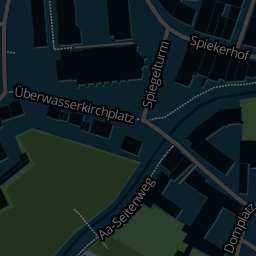 Spiekerhof
Spiegelturm
Überwasserkirchplatz
Aa-Seitenweg
Domplatz